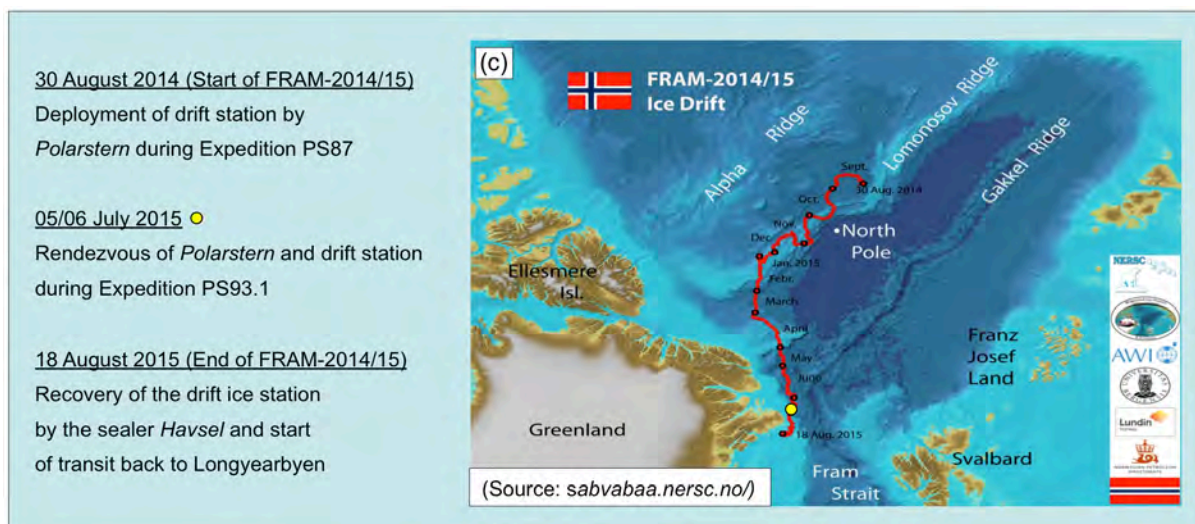 30 August 2014 (Start of FRAM-2014/15)
Deployment of drift station by
Polarstern during Expedition PS87
05/06 July 2015
Rendezvous of Polarstern and drift station
during Expedition PS93.1
18 August 2015 (End of FRAM-2014/15)
Recovery of the drift ice station
by the sealer Havsel and start
of transit back to Longyearbyen
(c)
FRAM-2014/15
Ice Drift
Alpha Ridge
Lomonosov Ridge
Gakkel Ridge
Sept.
30 Aug. 2014
Oct.
Nov.
North
Pole
Dec.
Jan. 2015
Ellesmere
Isl.
Febr.
March
April
May
June
Franz
Josef
Land
Greenland
18 Aug. 2015
Svalbard
Fram
Strait
(Source: sabvabaa.nersc.no/)
NERSC
AWI
Lundin